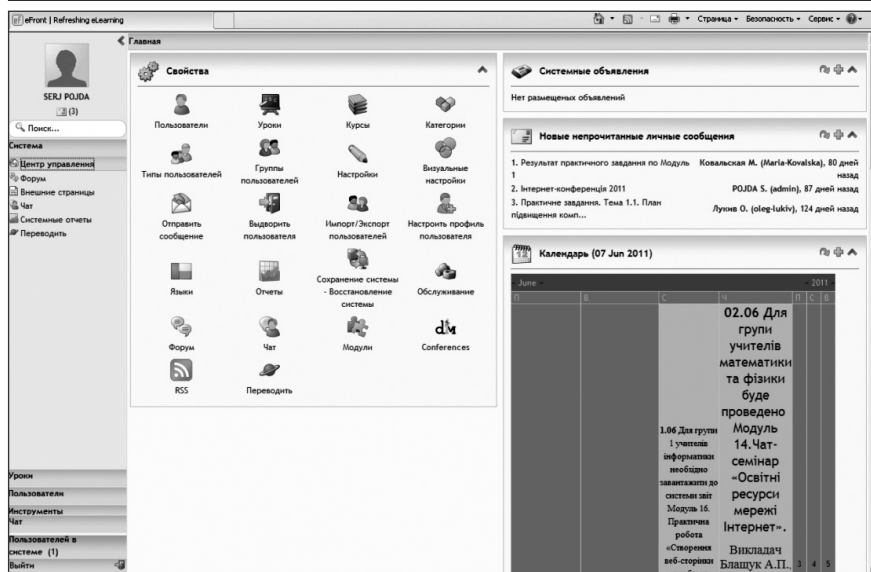 eFront | Refreshing eLearning
Страница
Безопасность
Сервис
SERJ POJDA
(3)
Поиск...
Система
Центр управления
Форум
Внешние страницы
Чат
Системные отчеты
Переводить
Уроки
Пользователи
Инструменты
Чат
Пользователей в
системе (1)
Выйти
Главная
Свойства
Пользователи
Уроки
Курсы
Категории
Типы пользователей
Группы
пользователей
Настройки
Визуальные
настройки
Отправить
сообщение
Выдворить
пользователя
Импорт/Экспорт
пользователей
Настроить профиль
пользователя
Языки
Отчеты
Сохранение системы
- Восстановление
системы
Обслуживание
Форум
Чат
Модули
dM
Conferences
RSS
Переводить
Системные объявления
Нет размещеных объявлений
Новые непрочитанные личные сообщения
1. Результат практичного завдання по Модуль 1
Ковальская М. (Maria-Kovalska), 80 дней
назад
2. Інтернет-конференція 2011
POJDA S. (admin), 87 дней назад
3. Практичне завдання. Тема 1.1. План
підвищення комп...
Лукив О. (oleg-lukiv), 124 дней назад
12
Календарь (07 Jun 2011)
- June -
- 2011 -
П В С Ч П С В
1.06 Для групи
1 учителів
інформатики
необхідно
завантажити до
системи звіт
Модуль 16.
Практична
робота
«Створення
веб-сторінки
02.06 Для
групи
учителів
математики
та фізики
буде
проведено
Модуль
14.Чат-
семінар
«Освітні
ресурси
мережі
Інтернет».
Викладач
Блащук А.П.,
3 4 5